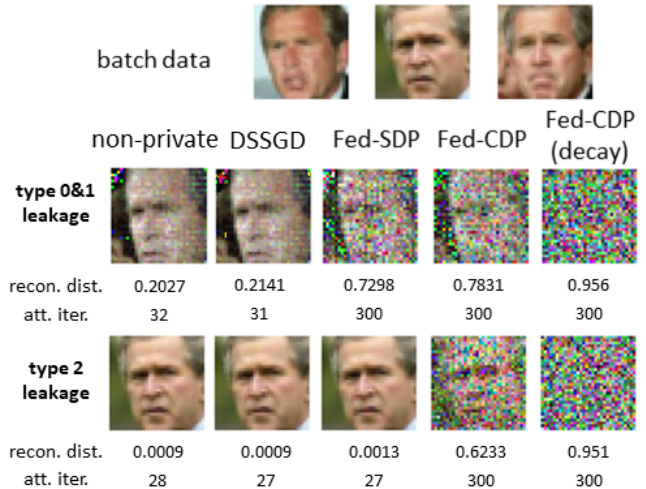 batch data
non-private DSSGD Fed-SDP Fed-CDP Fed-CDP (decay)
type 0&1 leakage
recon. dist. 0.2027 0.2141 0.7298 0.7831 0.956
att. iter. 32 31 300 300 300
type 2 leakage
recon. dist. 0.0009 0.0009 0.0013 0.6233 0.951
att. iter. 28 27 27 300 300